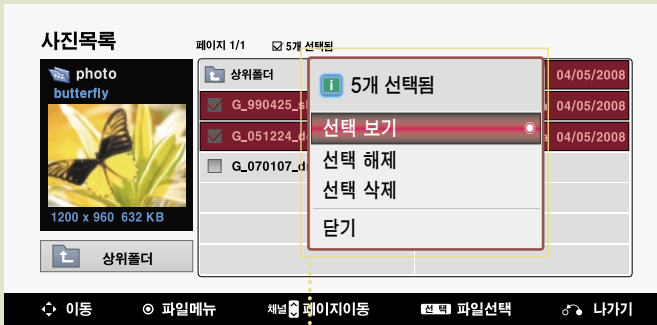 사진목록
페이지 1/1 5개 선택됨
photo
butterfly
1200 x 960 632 KB
상위폴더
상위폴더 04/05/2008
G_990425_ 04/05/2008
G_051224_ 04/05/2008
G_070107_
5개 선택됨
선택 보기
선택 해제
선택 삭제
닫기
이동 파일메뉴 채널 페이지이동 선택 파일선택 나가기